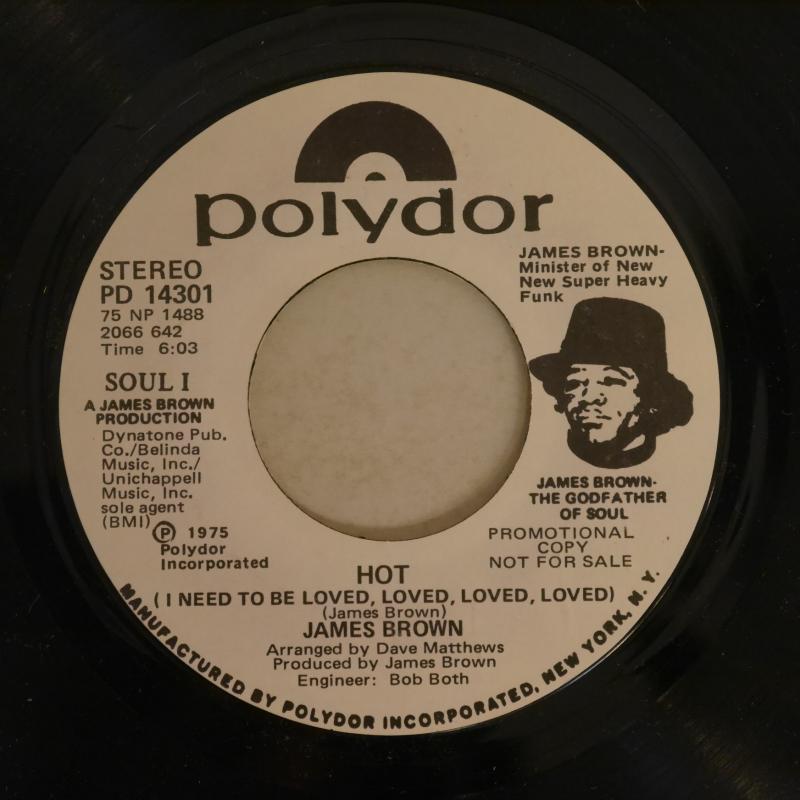 polydor
STEREO
PD 14301
75 NP 1488
2066 642
Time 6:03
SOUL I
A JAMES BROWN
PRODUCTION
Dynatone Pub.
Co./Belinda
Music, Inc./
Unichappell
Music, Inc.
sole agent
(BMI)
Ⓟ 1975
Polydor
Incorporated
JAMES BROWN-
Minister of New
New Super Heavy
Funk
JAMES BROWN-
THE GODFATHER
OF SOUL
PROMOTIONAL
COPY
NOT FOR SALE
HOT
(I NEED TO BE LOVED, LOVED, LOVED, LOVED)
(James Brown)
JAMES BROWN
Arranged by Dave Matthews
Produced by James Brown
Engineer: Bob Both
MANUFACTURED BY POLYDOR INCORPORATED, NEW YORK, N.Y.